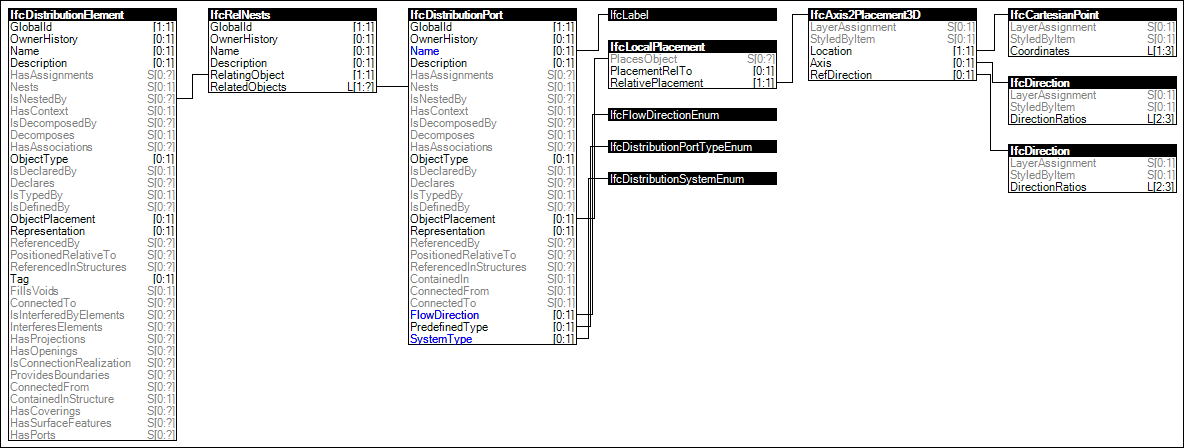 IfcDistributionElement
GlobalId [1:1]
OwnerHistory [0:1]
Name [0:1]
Description [0:1]
HasAssignments S[0:?]
Nests S[0:1]
IsNestedBy S[0:?]
HasContext S[0:1]
IsDecomposedBy S[0:?]
Decomposes S[0:1]
HasAssociations S[0:?]
ObjectType [0:1]
IsDeclaredBy S[0:1]
Declares S[0:?]
IsTypedBy S[0:1]
IsDefinedBy S[0:?]
ObjectPlacement [0:1]
Representation [0:1]
ReferencedBy S[0:?]
PositionedRelativeTo S[0:?]
ReferencedInStructures S[0:?]
Tag [0:1]
FillsVoids S[0:1]
ConnectedTo S[0:?]
IsInterferedByElements S[0:?]
InterferesElements S[0:?]
HasProjections S[0:?]
HasOpenings S[0:?]
IsConnectionRealization S[0:?]
ProvidesBoundaries S[0:?]
ConnectedFrom S[0:?]
ContainedInStructure S[0:1]
HasCoverings S[0:?]
HasSurfaceFeatures S[0:?]
HasPorts S[0:?]
IfcRelNests
GlobalId [1:1]
OwnerHistory [0:1]
Name [0:1]
Description [0:1]
RelatingObject [1:1]
RelatedObjects L[1:?]
IfcDistributionPort
GlobalId [1:1]
OwnerHistory [0:1]
Name [0:1]
Description [0:1]
HasAssignments S[0:?]
Nests S[0:1]
IsNestedBy S[0:?]
HasContext S[0:1]
IsDecomposedBy S[0:?]
Decomposes S[0:1]
HasAssociations S[0:?]
ObjectType [0:1]
IsDeclaredBy S[0:1]
Declares S[0:?]
IsTypedBy S[0:1]
IsDefinedBy S[0:?]
ObjectPlacement [0:1]
Representation [0:1]
ReferencedBy S[0:?]
PositionedRelativeTo S[0:?]
ReferencedInStructures S[0:?]
ContainedIn S[0:1]
ConnectedFrom S[0:1]
ConnectedTo S[0:1]
FlowDirection [0:1]
PredefinedType [0:1]
SystemType [0:1]
IfcLabel
IfcLocalPlacement
PlacesObject S[0:?]
PlacementRelTo [0:1]
RelativePlacement [1:1]
IfcFlowDirectionEnum
IfcDistributionPortTypeEnum
IfcDistributionSystemEnum
IfcAxis2Placement3D
LayerAssignment S[0:1]
StyledByItem S[0:1]
Location [1:1]
Axis [0:1]
RefDirection [0:1]
IfcCartesianPoint
LayerAssignment S[0:1]
StyledByItem S[0:1]
Coordinates L[1:3]
IfcDirection
LayerAssignment S[0:1]
StyledByItem S[0:1]
DirectionRatios L[2:3]
IfcDirection
LayerAssignment S[0:1]
StyledByItem S[0:1]
DirectionRatios L[2:3]